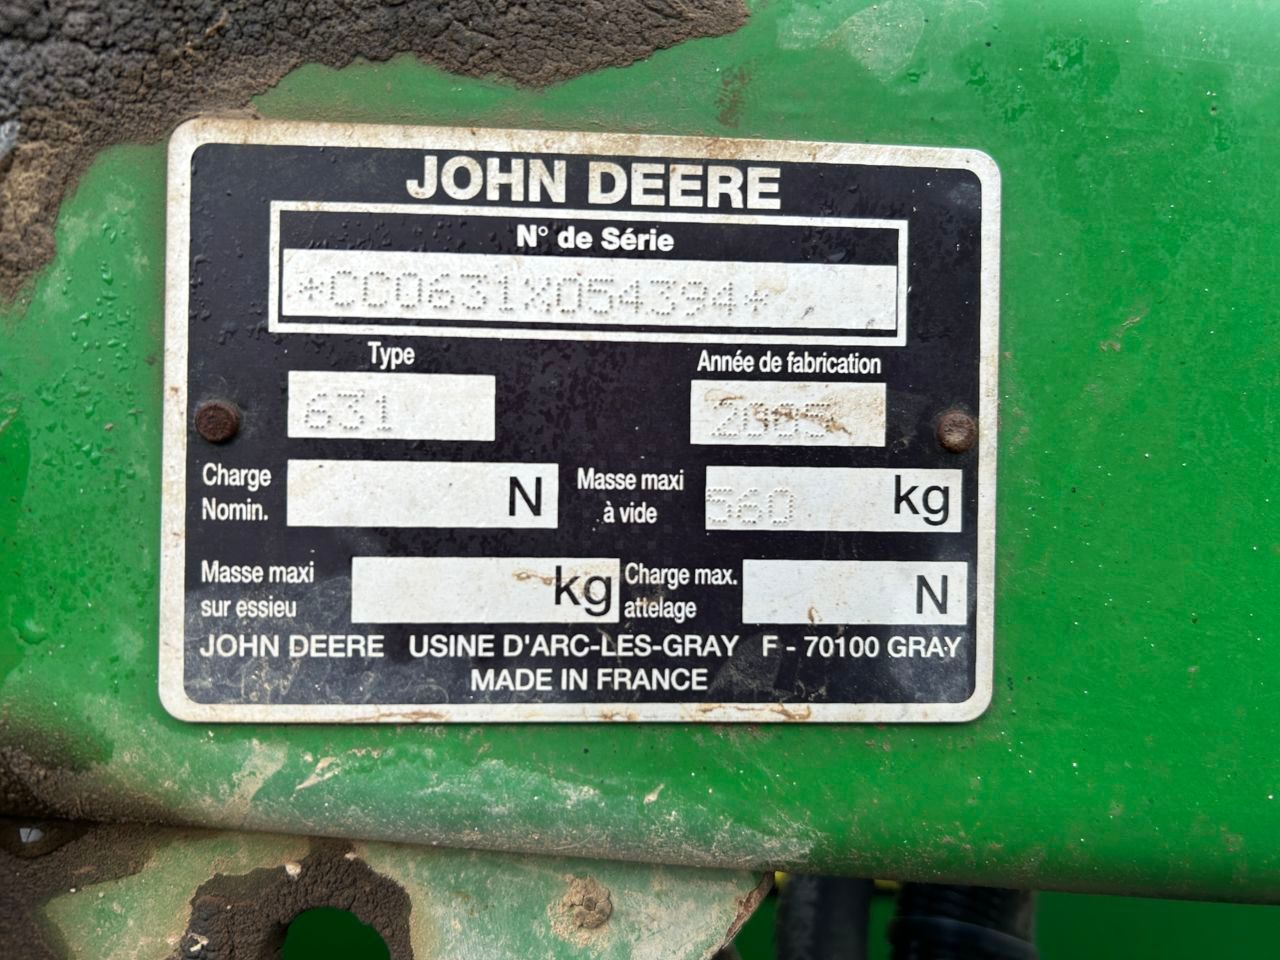 JOHN DEERE
N° de Série
*CC0631X054394*
Type
Année de fabrication
631
2005
Charge Nomin.
N
Masse maxi à vide
560 kg
Masse maxi sur essieu
kg
Charge max. attelage
N
JOHN DEERE USINE D'ARC-LES-GRAY F - 70100 GRAY
MADE IN FRANCE